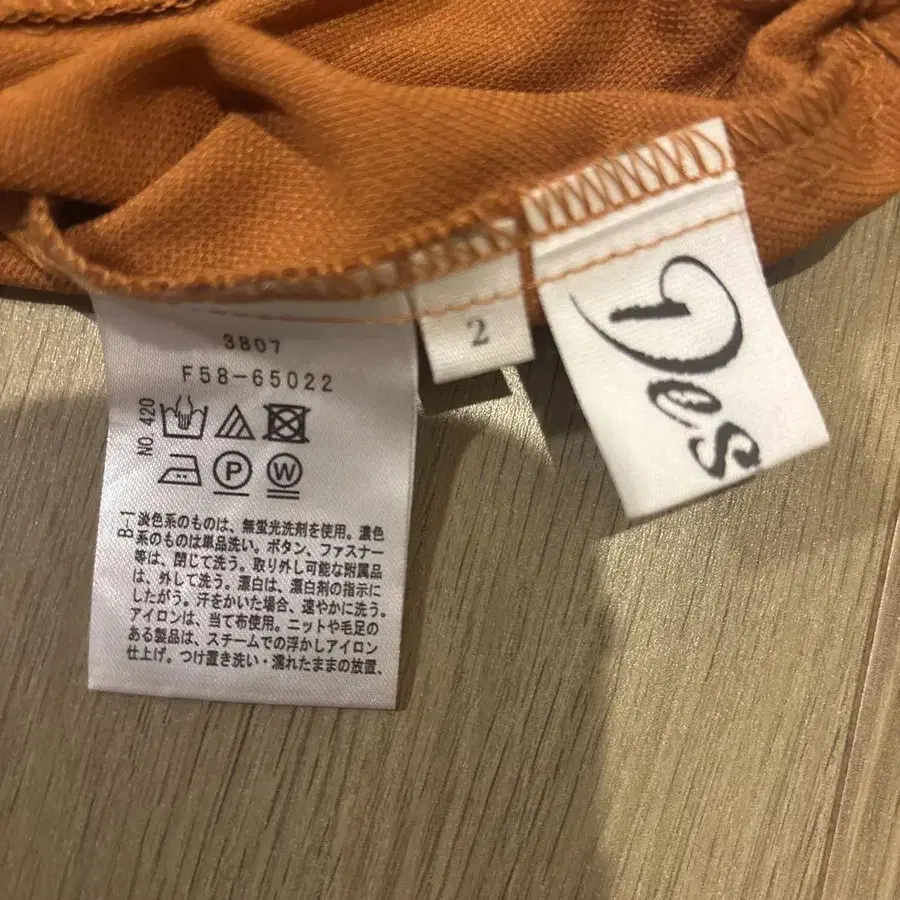 3807
F58-65022
NO. 420
P
W
B-1
淡色系のものは、無蛍光洗剤を使用。濃色
系のものは単品洗い。ボタン、ファスナー
等は、閉じて洗う。取り外し可能な附属品
は、外して洗う。漂白は、漂白剤の指示に
したがう。汗をかいた場合、速やかに洗う。
アイロンは、当て布使用。ニットや毛足の
ある製品は、スチームでの浮かしアイロン
仕上げ。つけ置き洗い・濡れたままの放置、
2
Des